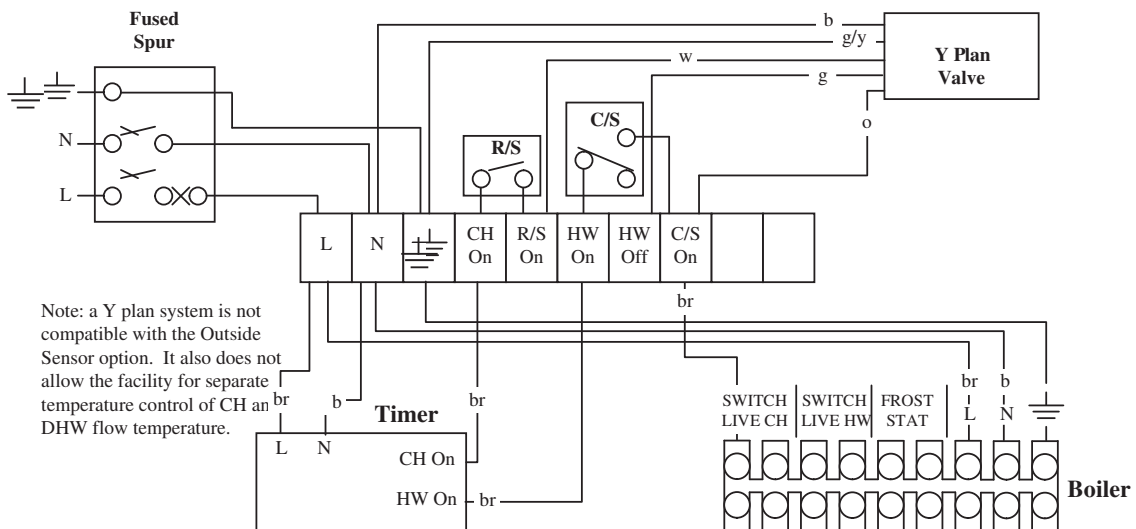 Fused
Spur
N
L
b
g/y
w
g
o
Y Plan
Valve
R/S
C/S
L
N
CH
On
R/S
On
HW
On
HW
Off
C/S
On
Note: a Y plan system is not
compatible with the Outside
Sensor option. It also does not
allow the facility for separate
temperature control of CH an
DHW flow temperature.
br
b
br
br
Timer
L
N
CH On
HW On
br
SWITCH
LIVE CH
SWITCH
LIVE HW
FROST
STAT
br
L
b
N
Boiler